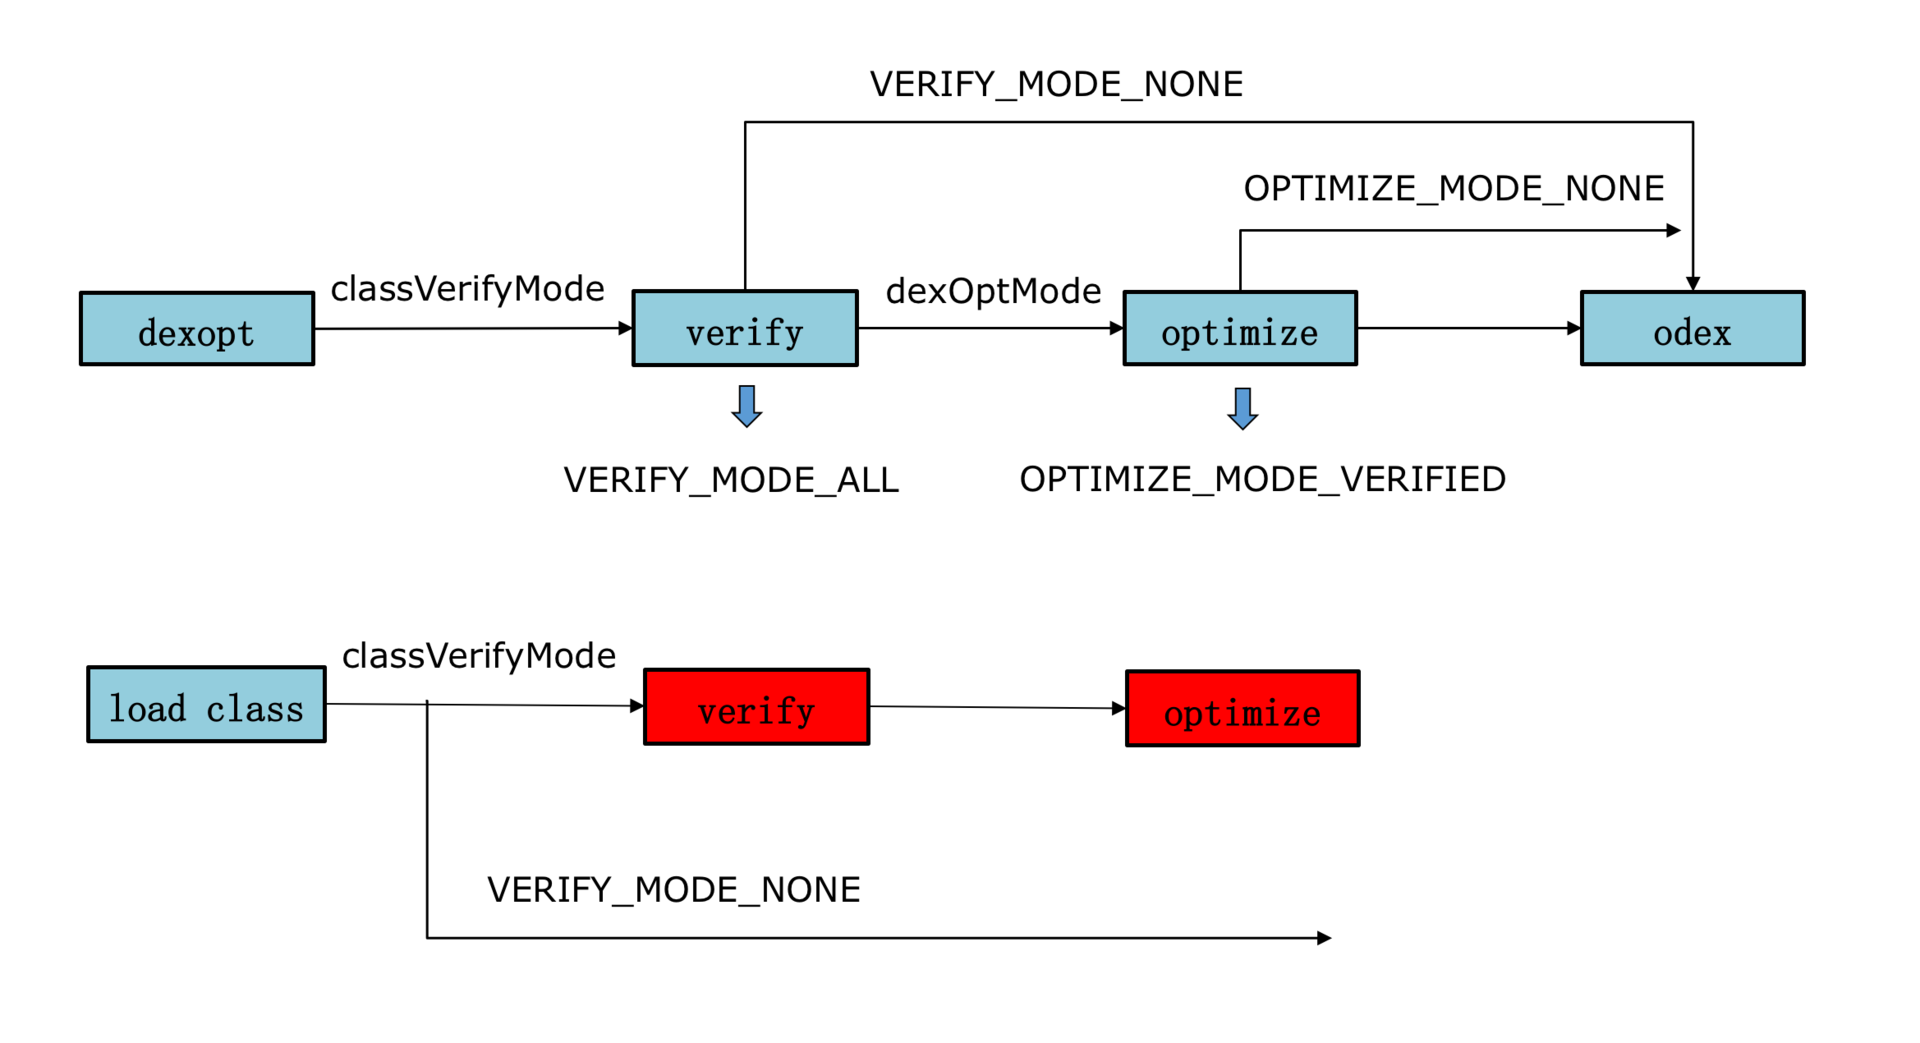 VERIFY_MODE_NONE
OPTIMIZE_MODE_NONE
classVerifyMode
dexOptMode
dexopt
verify
optimize
odex
VERIFY_MODE_ALL
OPTIMIZE_MODE_VERIFIED
classVerifyMode
load class
verify
optimize
VERIFY_MODE_NONE